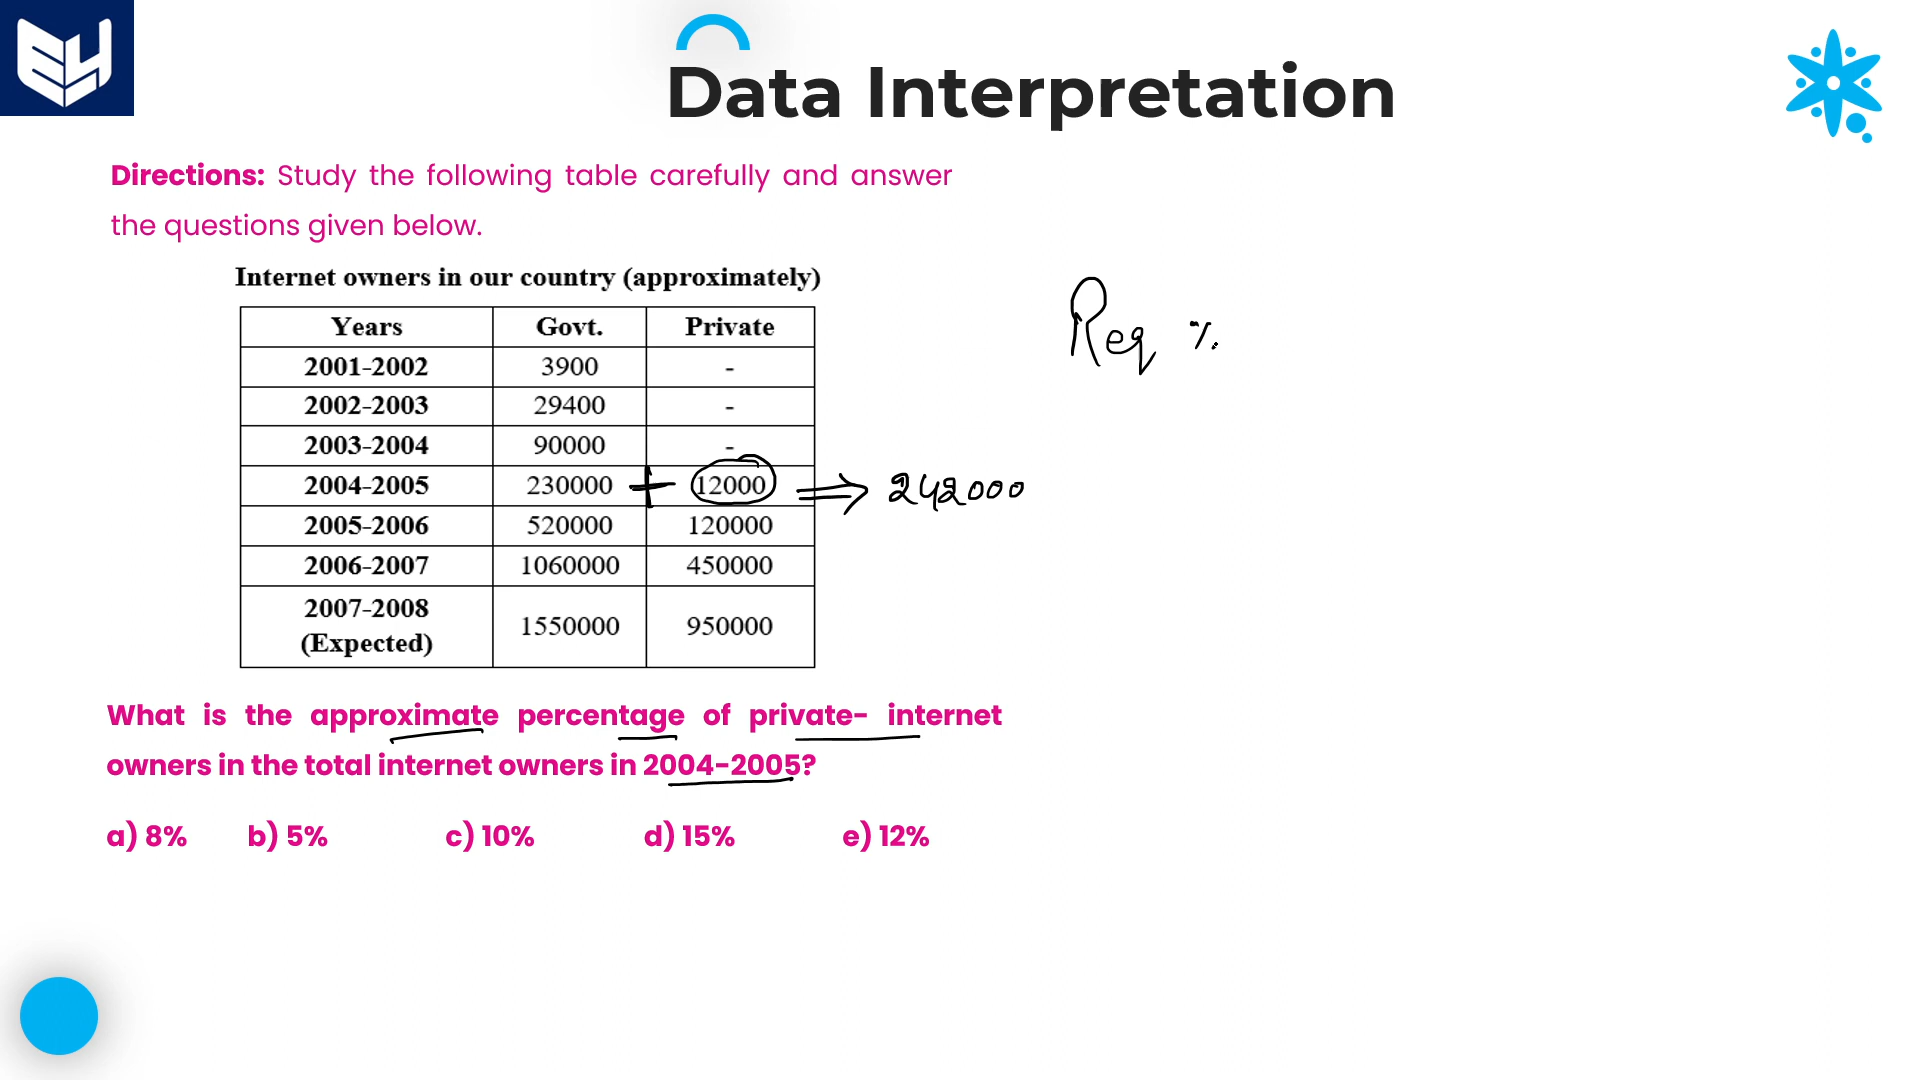 Data Interpretation
Directions: Study the following table carefully and answer
the questions given below.
Internet owners in our country (approximately)
Years Govt. Private
2001-2002 3900 -
2002-2003 29400 -
2003-2004 90000 -
2004-2005 230000 + 12000 ⇒ 242000
2005-2006 520000 120000
2006-2007 1060000 450000
2007-2008
(Expected) 1550000 950000
Req %
What is the approximate percentage of private- internet
owners in the total internet owners in 2004-2005?
a) 8% b) 5% c) 10% d) 15% e) 12%